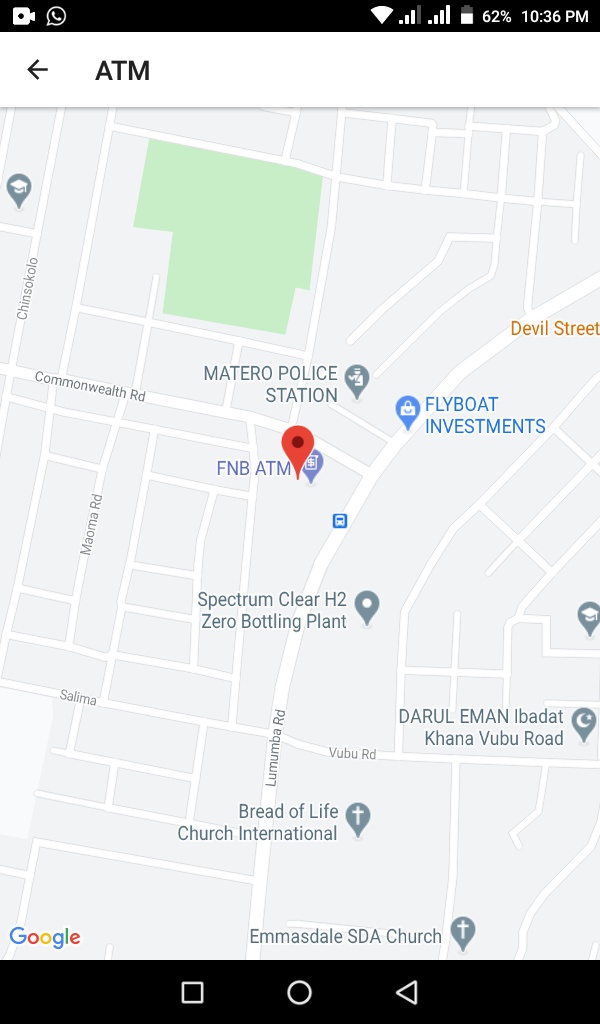 62% 10:36 PM
ATM
Chinsokolo
Devil Street
MATERO POLICE
STATION
Commonwealth Rd
FLYBOAT
INVESTMENTS
FNB ATM
Maoma Rd
Spectrum Clear H2
Zero Bottling Plant
Salima
Lumumba Rd
DARUL EMAN Ibadat
Khana Vubu Road
Vubu Rd
Bread of Life
Church International
Emmasdale SDA Church
Google